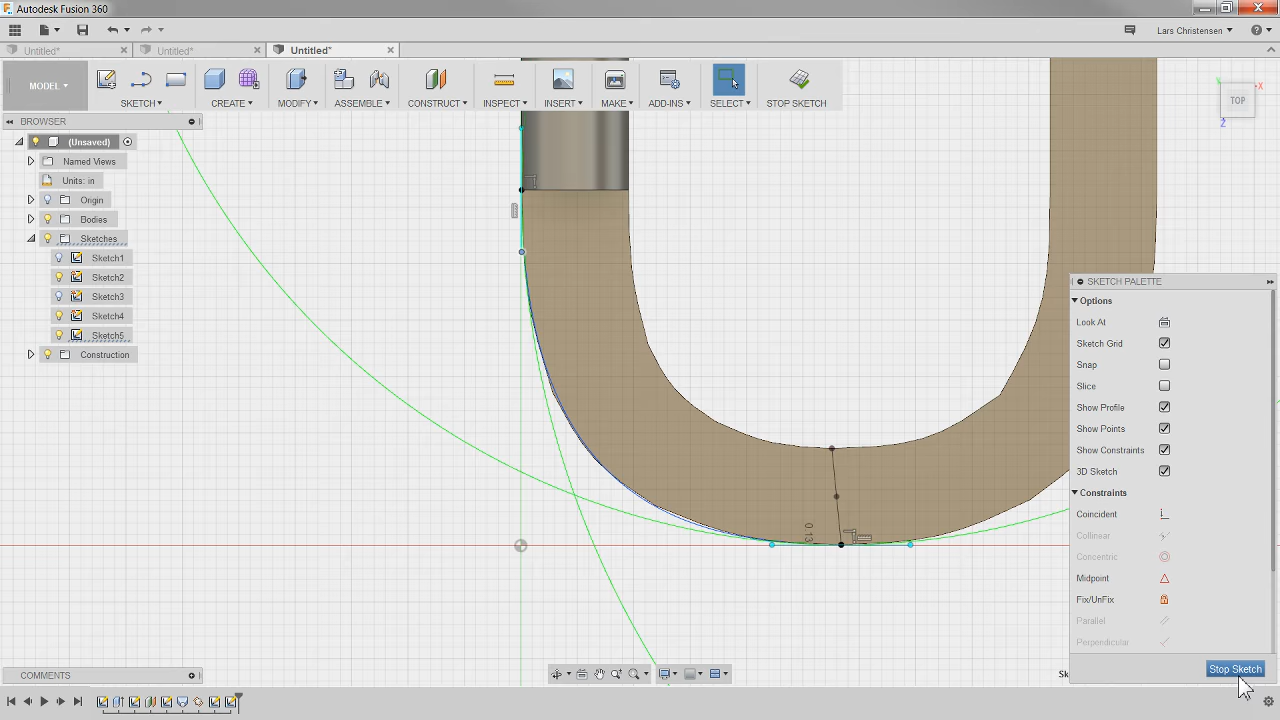 Autodesk Fusion 360
Lars Christensen
Untitled*
Untitled*
Untitled*
MODEL
SKETCH
CREATE
MODIFY
ASSEMBLE
CONSTRUCT
INSPECT
INSERT
MAKE
ADD-INS
SELECT
STOP SKETCH
BROWSER
(Unsaved)
Named Views
Units: in
Origin
Bodies
Sketches
Sketch1
Sketch2
Sketch3
Sketch4
Sketch5
Construction
Y
X
TOP
Z
0.13
SKETCH PALETTE
Options
Look At
Sketch Grid
Snap
Slice
Show Profile
Show Points
Show Constraints
3D Sketch
Constraints
Coincident
Collinear
Concentric
Midpoint
Fix/UnFix
Parallel
Perpendicular
Stop Sketch
COMMENTS